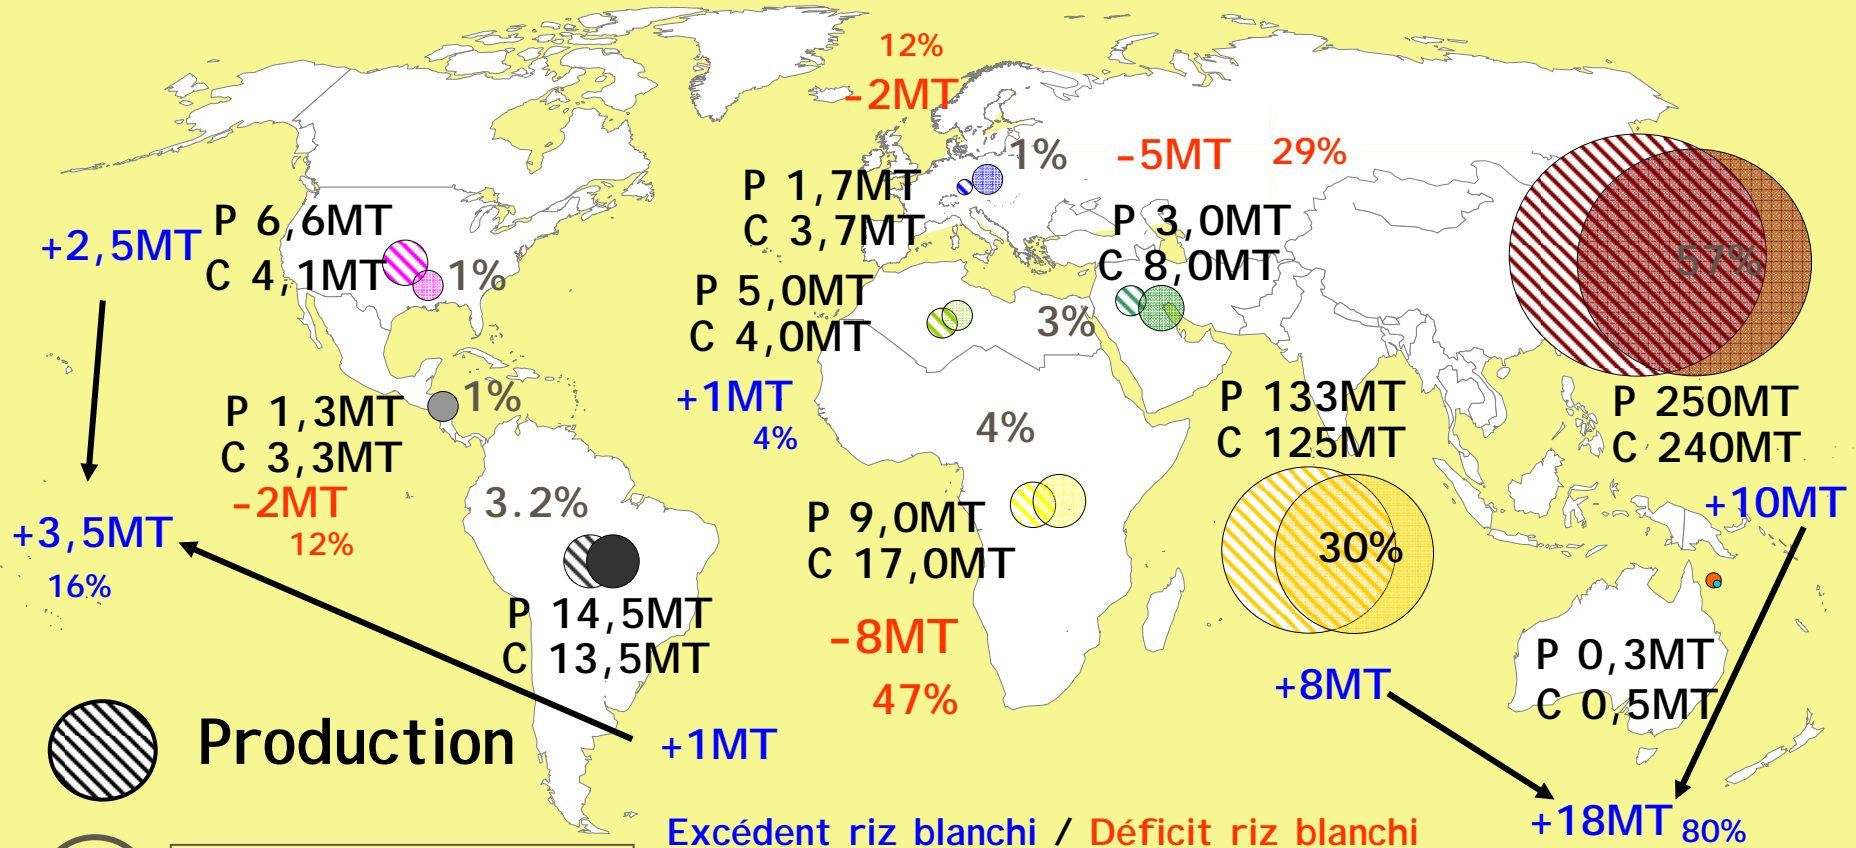 12%
-2MT
1%
-5MT 29%
P 1,7MT
C 3,7MT
P 6,6MT
C 4,1MT
1%
+2,5MT
P 3,0MT
C 8,0MT
57%
P 5,0MT
C 4,0MT
3%
+1MT
4%
P 1,3MT
C 3,3MT
1%
-2MT
12%
4%
P 133MT
C 125MT
P 250MT
C 240MT
+10MT
+3,5MT
16%
3.2%
P 14,5MT
C 13,5MT
P 9,0MT
C 17,0MT
-8MT
47%
30%
+8MT
P 0,3MT
C 0,5MT
Production
+1MT
Excédent riz blanchi / Déficit riz blanchi
+18MT 80%